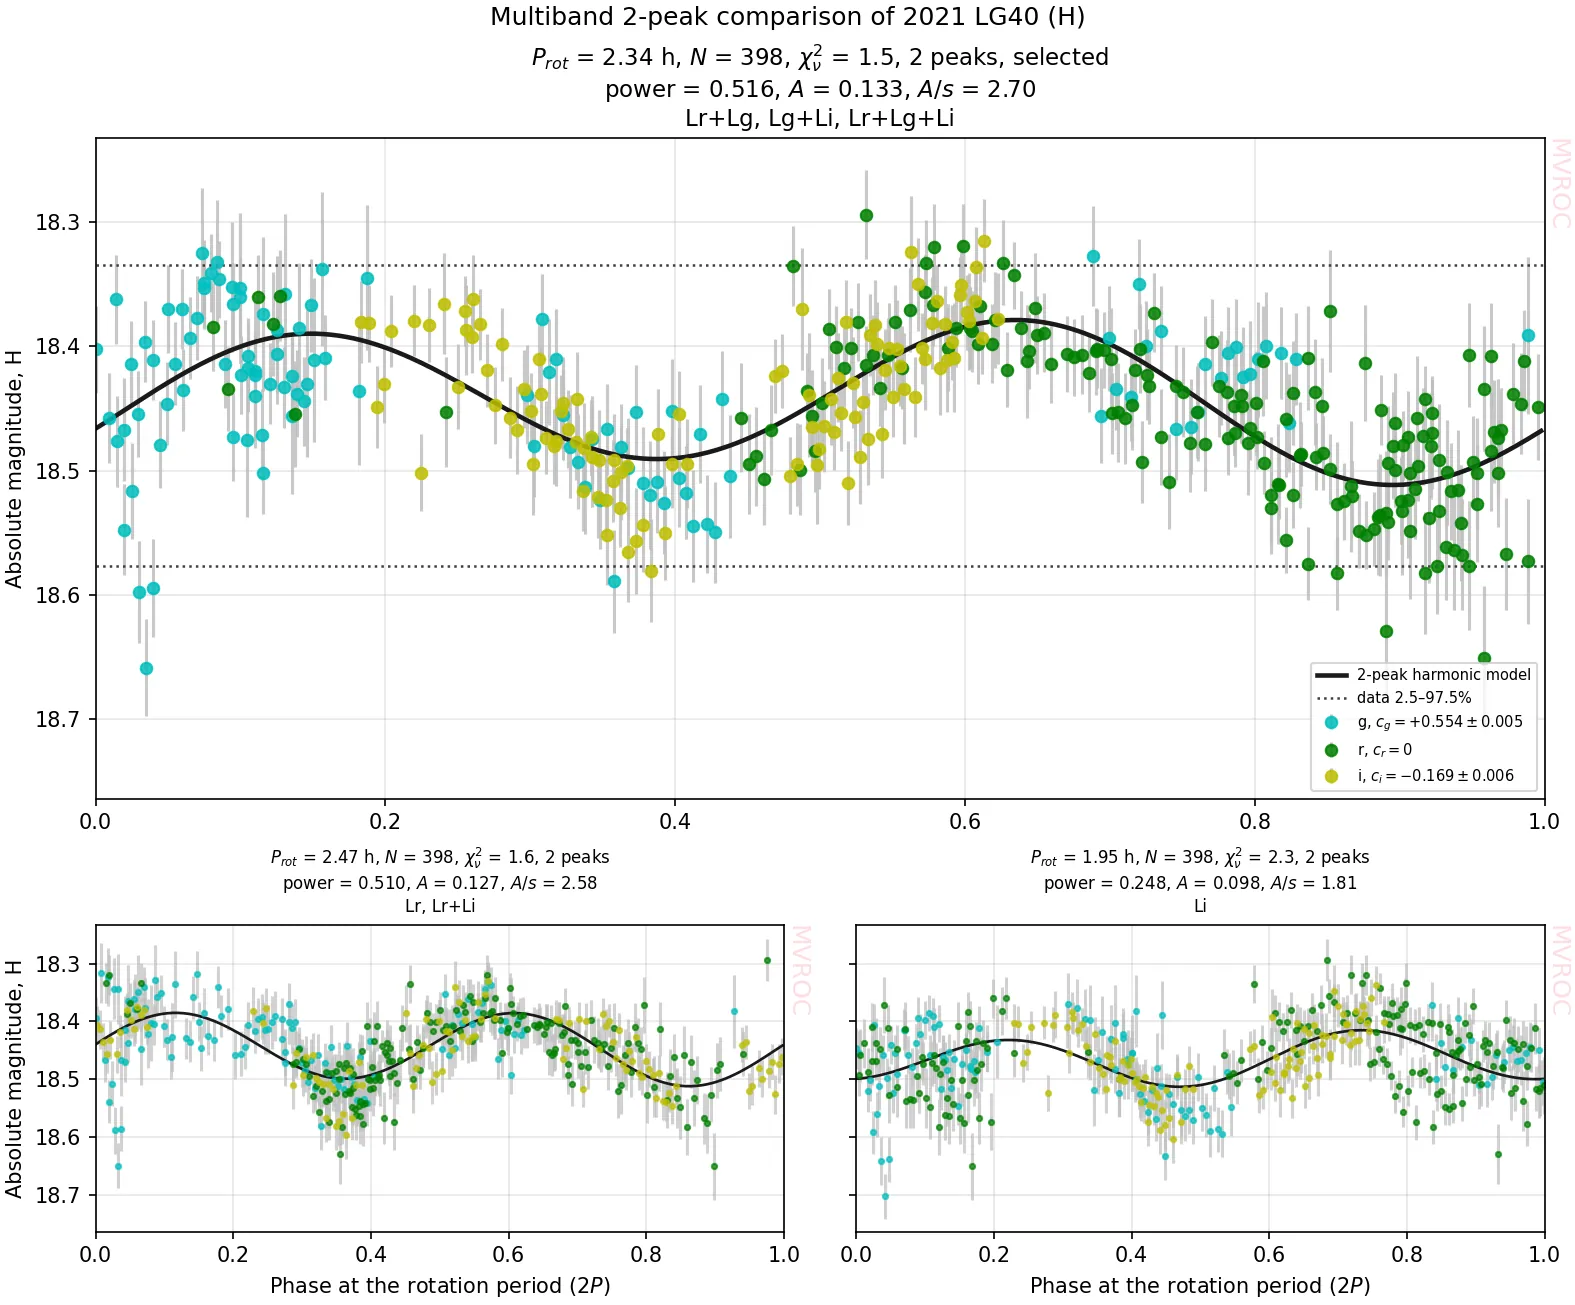 Multiband 2-peak comparison of 2021 LG40 (H)
P_rot = 2.34 h, N = 398, χ²_ν = 1.5, 2 peaks, selected
power = 0.516, A = 0.133, A/s = 2.70
Lr+Lg, Lg+Li, Lr+Lg+Li
MVROC
Absolute magnitude, H
18.3
18.4
18.5
18.6
18.7
2-peak harmonic model
data 2.5–97.5%
g, c_g = +0.554 ± 0.005
r, c_r = 0
i, c_i = −0.169 ± 0.006
0.0 0.2 0.4 0.6 0.8 1.0
P_rot = 2.47 h, N = 398, χ²_ν = 1.6, 2 peaks
power = 0.510, A = 0.127, A/s = 2.58
Lr, Lr+Li
MVROC
Absolute magnitude, H
18.3
18.4
18.5
18.6
18.7
0.0 0.2 0.4 0.6 0.8 1.0
Phase at the rotation period (2P)
P_rot = 1.95 h, N = 398, χ²_ν = 2.3, 2 peaks
power = 0.248, A = 0.098, A/s = 1.81
Li
MVROC
0.0 0.2 0.4 0.6 0.8 1.0
Phase at the rotation period (2P)